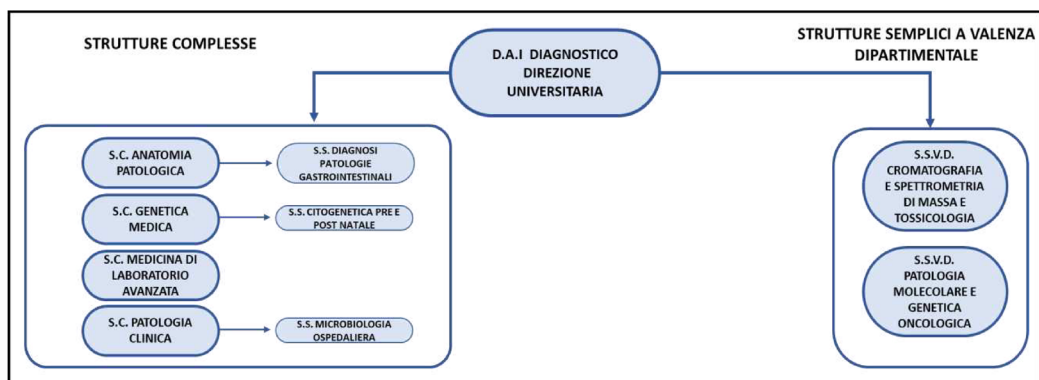 STRUTTURE COMPLESSE
D.A.I DIAGNOSTICO
DIREZIONE
UNIVERSITARIA
STRUTTURE SEMPLICI A VALENZA
DIPARTIMENTALE
S.C. ANATOMIA
PATOLOGICA
S.S. DIAGNOSI
PATOLOGIE
GASTROINTESTINALI
S.C. GENETICA
MEDICA
S.S. CITOGENETICA PRE E
POST NATALE
S.C. MEDICINA DI
LABORATORIO
AVANZATA
S.C. PATOLOGIA
CLINICA
S.S. MICROBIOLOGIA
OSPEDALIERA
S.S.V.D.
CROMATOGRAFIA
E SPETTROMETRIA
DI MASSA E
TOSSICOLOGIA
S.S.V.D.
PATOLOGIA
MOLECOLARE E
GENETICA
ONCOLOGICA